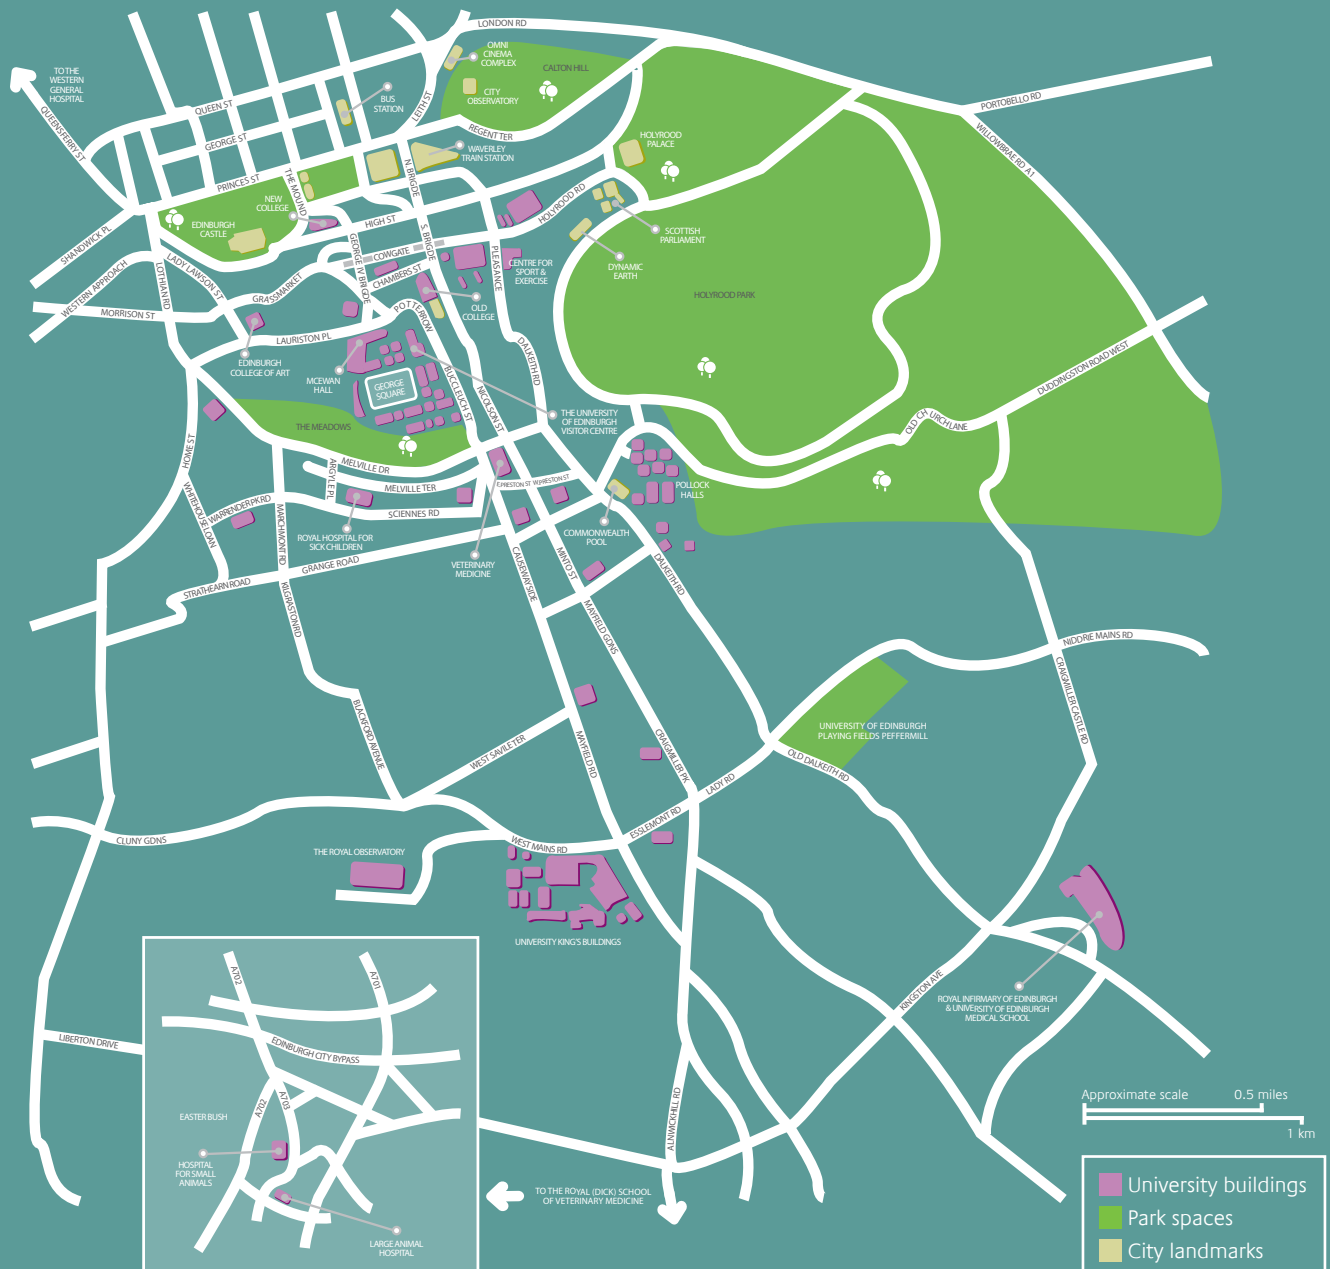 LONDON RD
TO THE
WESTERN
GENERAL
HOSPITAL
OMNI
CINEMA
COMPLEX
CALTON HILL
CITY
OBSERVATORY
BUS
STATION
QUEENSFERRY ST
QUEEN ST
GEORGE ST
LEITH ST
REGENT TER
WAVERLEY
TRAIN STATION
PORTOBELLO RD
WILLOWBRAE RD A1
HOLYROOD
PALACE
PRINCES ST
THE MOUND
N. BRIGDE
NEW
COLLEGE
HIGH ST
HOLYROOD RD
EDINBURGH
CASTLE
SHANDWICK PL
SCOTTISH
PARLIAMENT
DYNAMIC
EARTH
HOLYROOD PARK
WESTERN APPROACH
LOTHIAN RD
LADY LAWSON ST
GEORGE IV BRIGDE
COWGATE
S. BRIGDE
CHAMBERS ST
PLEASANCE
CENTRE FOR
SPORT &
EXERCISE
GRASSMARKET
MORRISON ST
OLD
COLLEGE
POTTERROW
LAURISTON PL
EDINBURGH
COLLEGE OF ART
MCEWAN
HALL
GEORGE
SQUARE
BUCCLEUCH ST
NICOLSON ST
DALKEITH RD
DUDDINGSTON ROAD WEST
OLD CHURCH LANE
THE UNIVERSITY
OF EDINBURGH
VISITOR CENTRE
THE MEADOWS
HOME ST
MELVILLE DR
ARGYLE PL
MELVILLE TER
E.PRESTON ST
W.PRESTON ST
POLLOCK
HALLS
WHITEHOUSE LOAN
WARRENDER PK RD
MARCHMONT RD
SCIENNES RD
ROYAL HOSPITAL FOR
SICK CHILDREN
COMMONWEALTH
POOL
VETERINARY
MEDICINE
CAUSEWAYSIDE
MINTO ST
DALKEITH RD
GRANGE ROAD
STRATHEARN ROAD
KILGRASTON RD
MAYFIELD GDNS
NIDDRIE MAINS RD
CRAIGMILLER CASTLE RD
BLACKFORD AVENUE
WEST SAVILE TER
MAYFIELD RD
CRAIGMILLER PK
UNIVERSITY OF EDINBURGH
PLAYING FIELDS PEFFERMILL
OLD DALKEITH RD
LADY RD
ESSLEMONT RD
CLUNY GDNS
WEST MAINS RD
THE ROYAL OBSERVATORY
UNIVERSITY KING'S BUILDINGS
KINGSTON AVE
ROYAL INFIRMARY OF EDINBURGH
& UNIVERSITY OF EDINBURGH
MEDICAL SCHOOL
LIBERTON DRIVE
A702
A701
EDINBURGH CITY BYPASS
A702
A703
EASTER BUSH
HOSPITAL
FOR SMALL
ANIMALS
LARGE ANIMAL
HOSPITAL
ALNWICKHILL RD
TO THE ROYAL (DICK) SCHOOL
OF VETERINARY MEDICINE
Approximate scale
0.5 miles
1 km
University buildings
Park spaces
City landmarks